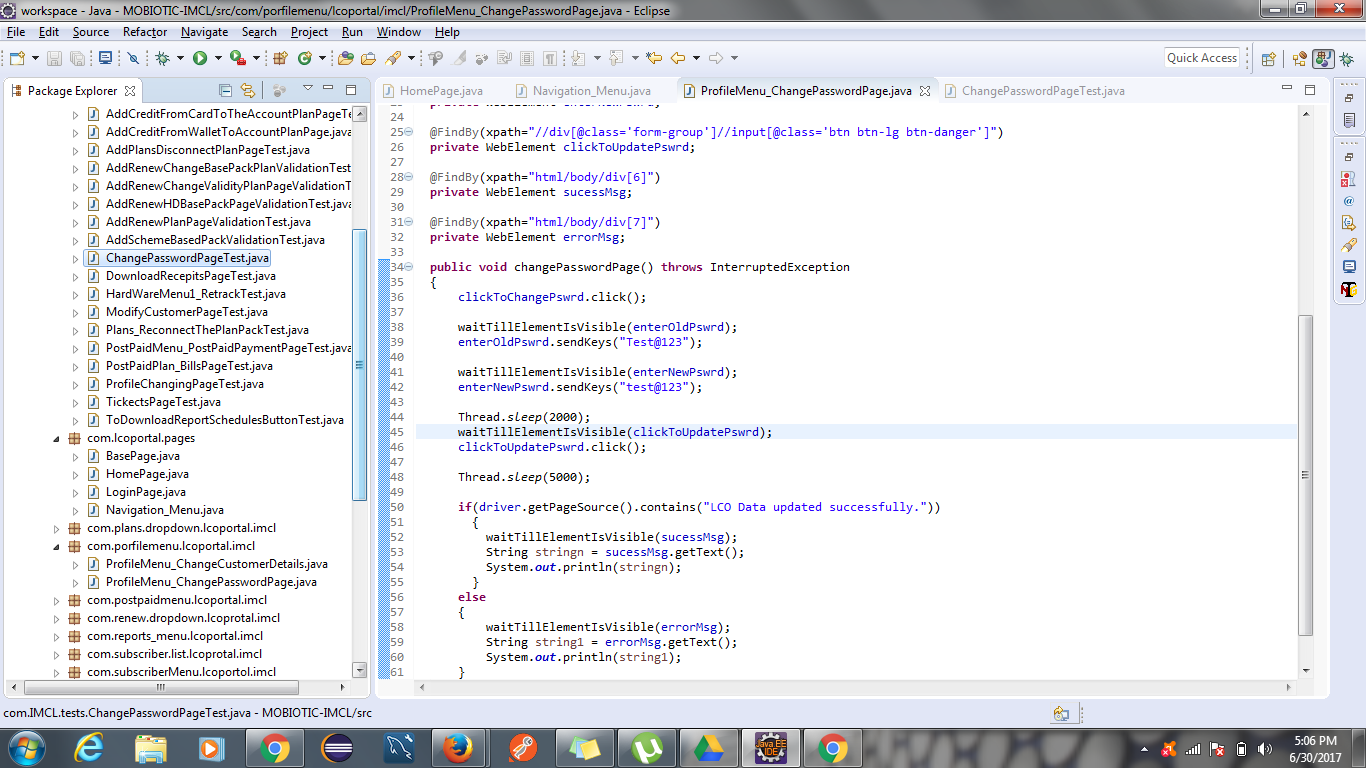 workspace - Java - MOBIOTIC-IMCL/src/com/porfilemenu/lcoportal/imcl/ProfileMenu_ChangePasswordPage.java - Eclipse
File Edit Source Refactor Navigate Search Project Run Window Help
Quick Access
Package Explorer
HomePage.java Navigation_Menu.java ProfileMenu_ChangePasswordPage.java ChangePasswordPageTest.java
AddCreditFromCardToTheAccountPlanPageTe
AddCreditFromWalletToAccountPlanPage.java
AddPlansDisconnectPlanPageTest.java
AddRenewChangeBasePackPlanValidationTest
AddRenewChangeValidityPlanPageValidationT
AddRenewHDBasePackPageValidationTest.java
AddRenewPlanPageValidationTest.java
AddSchemeBasedPackValidationTest.java
ChangePasswordPageTest.java
DownloadRecepitsPageTest.java
HardWareMenu1_RetrackTest.java
ModifyCustomerPageTest.java
Plans_ReconnectThePlanPackTest.java
PostPaidMenu_PostPaidPaymentPageTest.java
PostPaidPlan_BillsPageTest.java
ProfileChangingPageTest.java
TickectsPageTest.java
ToDownloadReportSchedulesButtonTest.java
com.lcoportal.pages
BasePage.java
HomePage.java
LoginPage.java
Navigation_Menu.java
com.plans.dropdown.lcoportal.imcl
com.porfilemenu.lcoportal.imcl
ProfileMenu_ChangeCustomerDetails.java
ProfileMenu_ChangePasswordPage.java
com.postpaidmenu.lcoportal.imcl
com.renew.dropdown.lcoprotal.imcl
com.reports_menu.lcoportal.imcl
com.subscriber.list.lcoprotal.imcl
com.subscriberMenu.lcoportal.imcl
24
25 @FindBy(xpath="//div[@class='form-group']//input[@class='btn btn-lg btn-danger']")
26 private WebElement clickToUpdatePswrd;
27
28 @FindBy(xpath="html/body/div[6]")
29 private WebElement sucessMsg;
30
31 @FindBy(xpath="html/body/div[7]")
32 private WebElement errorMsg;
33
34 public void changePasswordPage() throws InterruptedException
35 {
36 clickToChangePswrd.click();
37
38 waitTillElementIsVisible(enterOldPswrd);
39 enterOldPswrd.sendKeys("Test@123");
40
41 waitTillElementIsVisible(enterNewPswrd);
42 enterNewPswrd.sendKeys("test@123");
43
44 Thread.sleep(2000);
45 waitTillElementIsVisible(clickToUpdatePswrd);
46 clickToUpdatePswrd.click();
47
48 Thread.sleep(5000);
49
50 if(driver.getPageSource().contains("LCO Data updated successfully."))
51 {
52 waitTillElementIsVisible(sucessMsg);
53 String stringn = sucessMsg.getText();
54 System.out.println(stringn);
55 }
56 else
57 {
58 waitTillElementIsVisible(errorMsg);
59 String string1 = errorMsg.getText();
60 System.out.println(string1);
61 }
com.IMCL.tests.ChangePasswordPageTest.java - MOBIOTIC-IMCL/src
Java EE
IDE
5:06 PM
6/30/2017